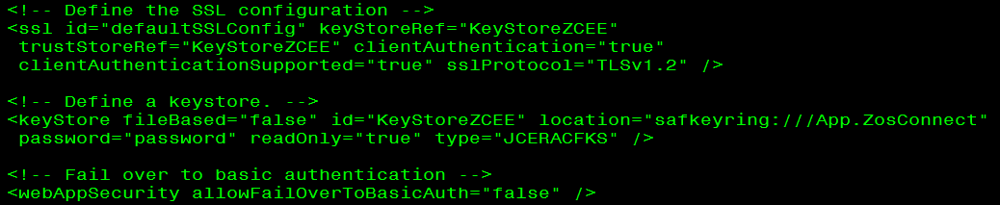 <!-- Define the SSL configuration -->
<ssl id="defaultSSLConfig" keyStoreRef="KeyStoreZCEE"
trustStoreRef="KeyStoreZCEE" clientAuthentication="true"
clientAuthenticationSupported="true" sslProtocol="TLSv1.2" />
<!-- Define a keystore. -->
<keyStore fileBased="false" id="KeyStoreZCEE" location="safkeyring:///App.ZosConnect"
password="password" readOnly="true" type="JCERACFKS" />
<!-- Fail over to basic authentication -->
<webAppSecurity allowFailOverToBasicAuth="false" />